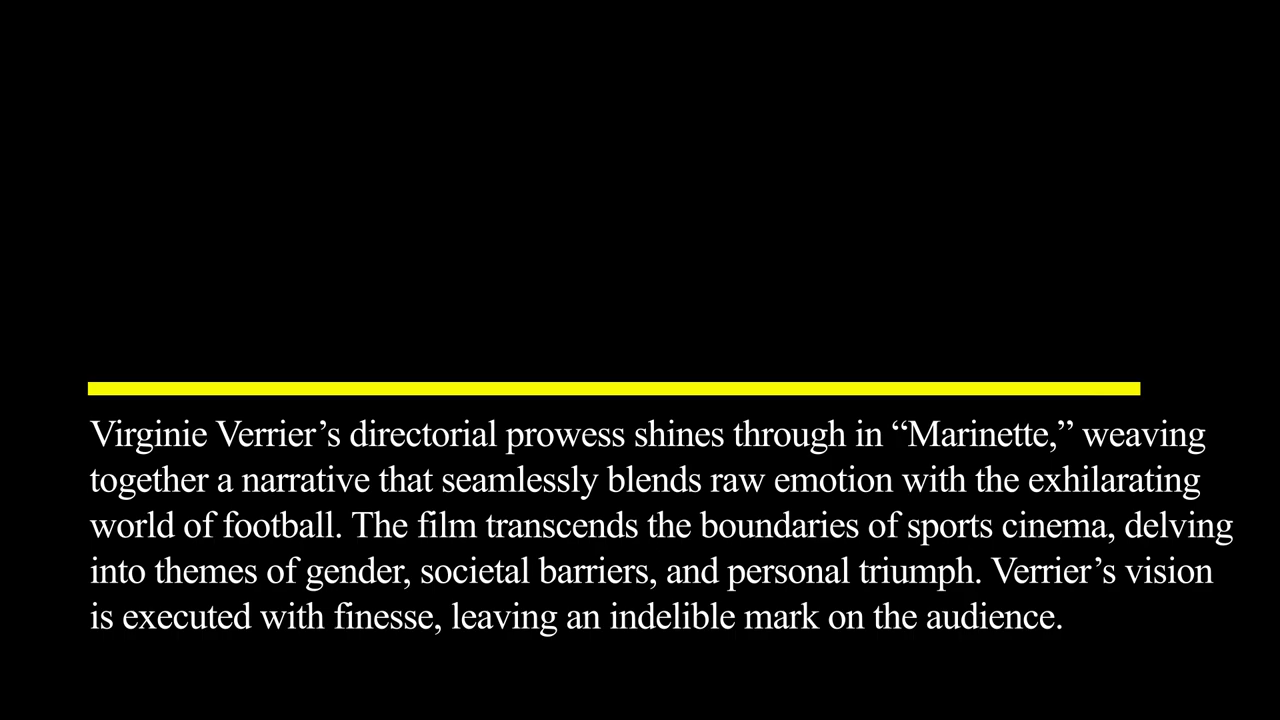 Virginie Verrier’s directorial prowess shines through in “Marinette,” weaving
together a narrative that seamlessly blends raw emotion with the exhilarating
world of football. The film transcends the boundaries of sports cinema, delving
into themes of gender, societal barriers, and personal triumph. Verrier’s vision
is executed with finesse, leaving an indelible mark on the audience.